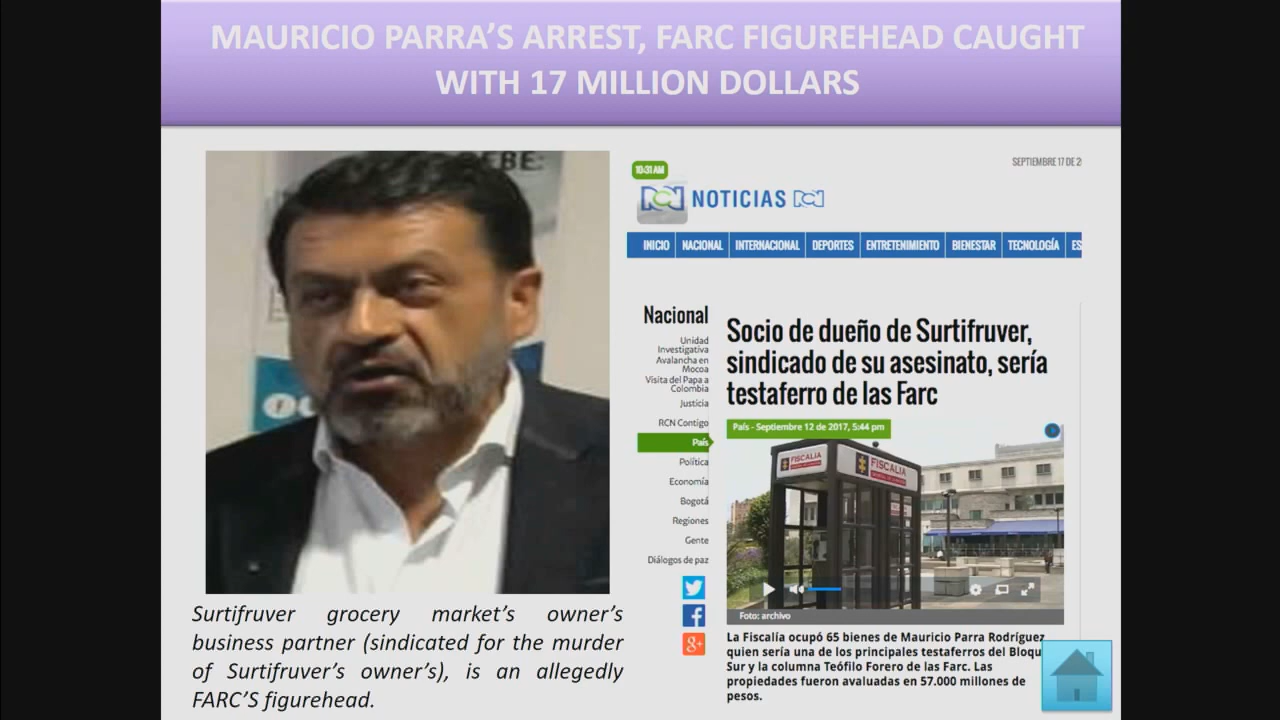 MAURICIO PARRA'S ARREST, FARC FIGUREHEAD CAUGHT
WITH 17 MILLION DOLLARS
EBE:
Surtifruver grocery market's owner's
business partner (sindicated for the murder
of Surtifruver's owner's), is an allegedly
FARC'S figurehead.
10:31 AM
SEPTIEMBRE 17 DE 2
RCN NOTICIAS RCN
INICIO NACIONAL INTERNACIONAL DEPORTES ENTRETENIMIENTO BIENESTAR TECNOLOGÍA ES
Nacional
Unidad
Investigativa
Avalancha en
Mocoa
Visita del Papa a
Colombia
Justicia
RCN Contigo
País
Política
Economía
Bogotá
Regiones
Gente
Diálogos de paz
Socio de dueño de Surtifruver,
sindicado de su asesinato, sería
testaferro de las Farc
País - Septiembre 12 de 2017, 5:44 pm
FISCALIA
FISCALIA
Foto: archivo
La Fiscalía ocupó 65 bienes de Mauricio Parra Rodríguez
quien sería una de los principales testaferros del Bloqu
Sur y la columna Teófilo Forero de las Farc. Las
propiedades fueron avaluadas en 57.000 millones de
pesos.